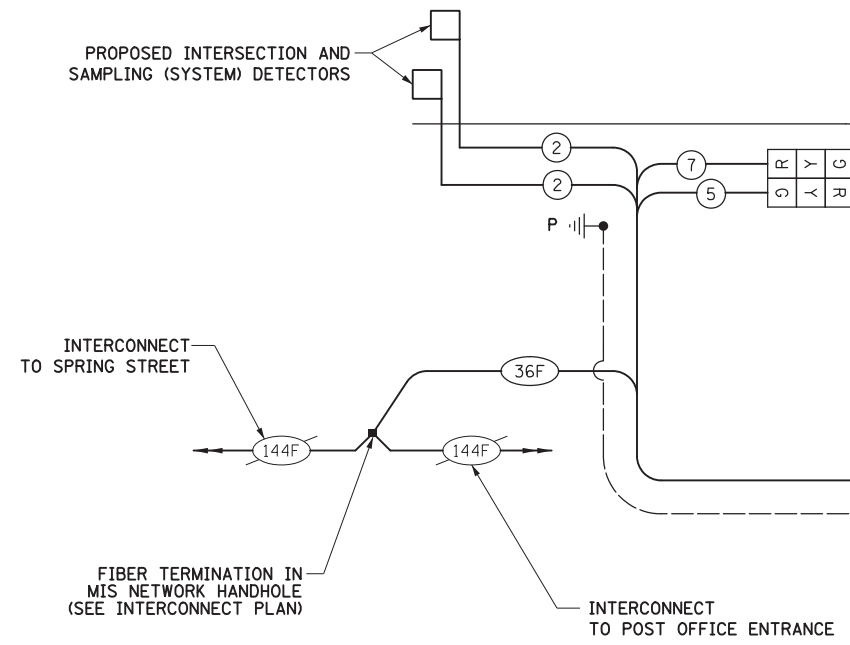 PROPOSED INTERSECTION AND
SAMPLING (SYSTEM) DETECTORS
2
7
R Y G
2
5
G Y R
P
INTERCONNECT
TO SPRING STREET
36F
144F
144F
FIBER TERMINATION IN
MIS NETWORK HANDHOLE
(SEE INTERCONNECT PLAN)
INTERCONNECT
TO POST OFFICE ENTRANCE